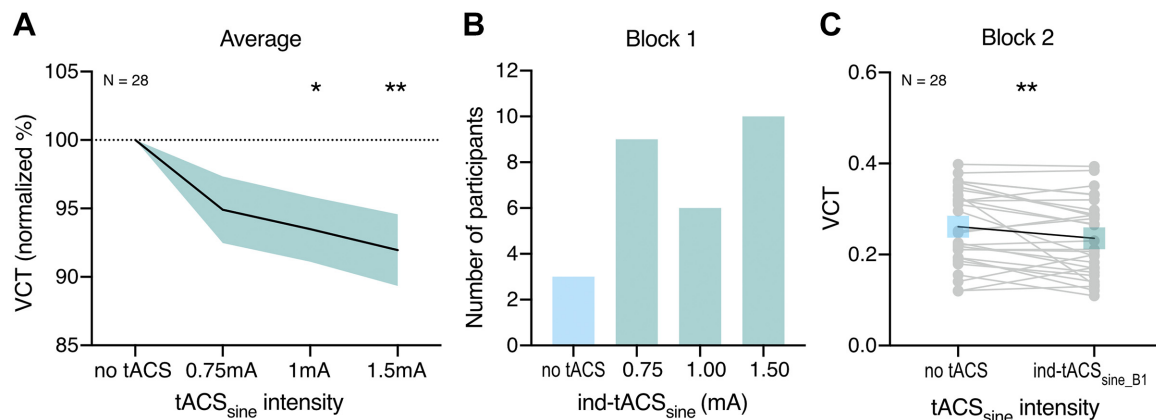 A
Average
N = 28
*
**
105
100
95
90
85
VCT (normalized %)
no tACS 0.75mA 1mA 1.5mA
tACSsine intensity
B
Block 1
12
10
8
6
4
2
0
Number of participants
no tACS 0.75 1.00 1.50
ind-tACSsine (mA)
C
Block 2
N = 28
**
0.6
0.4
0.2
0.0
VCT
no tACS ind-tACSsine_B1
tACSsine intensity